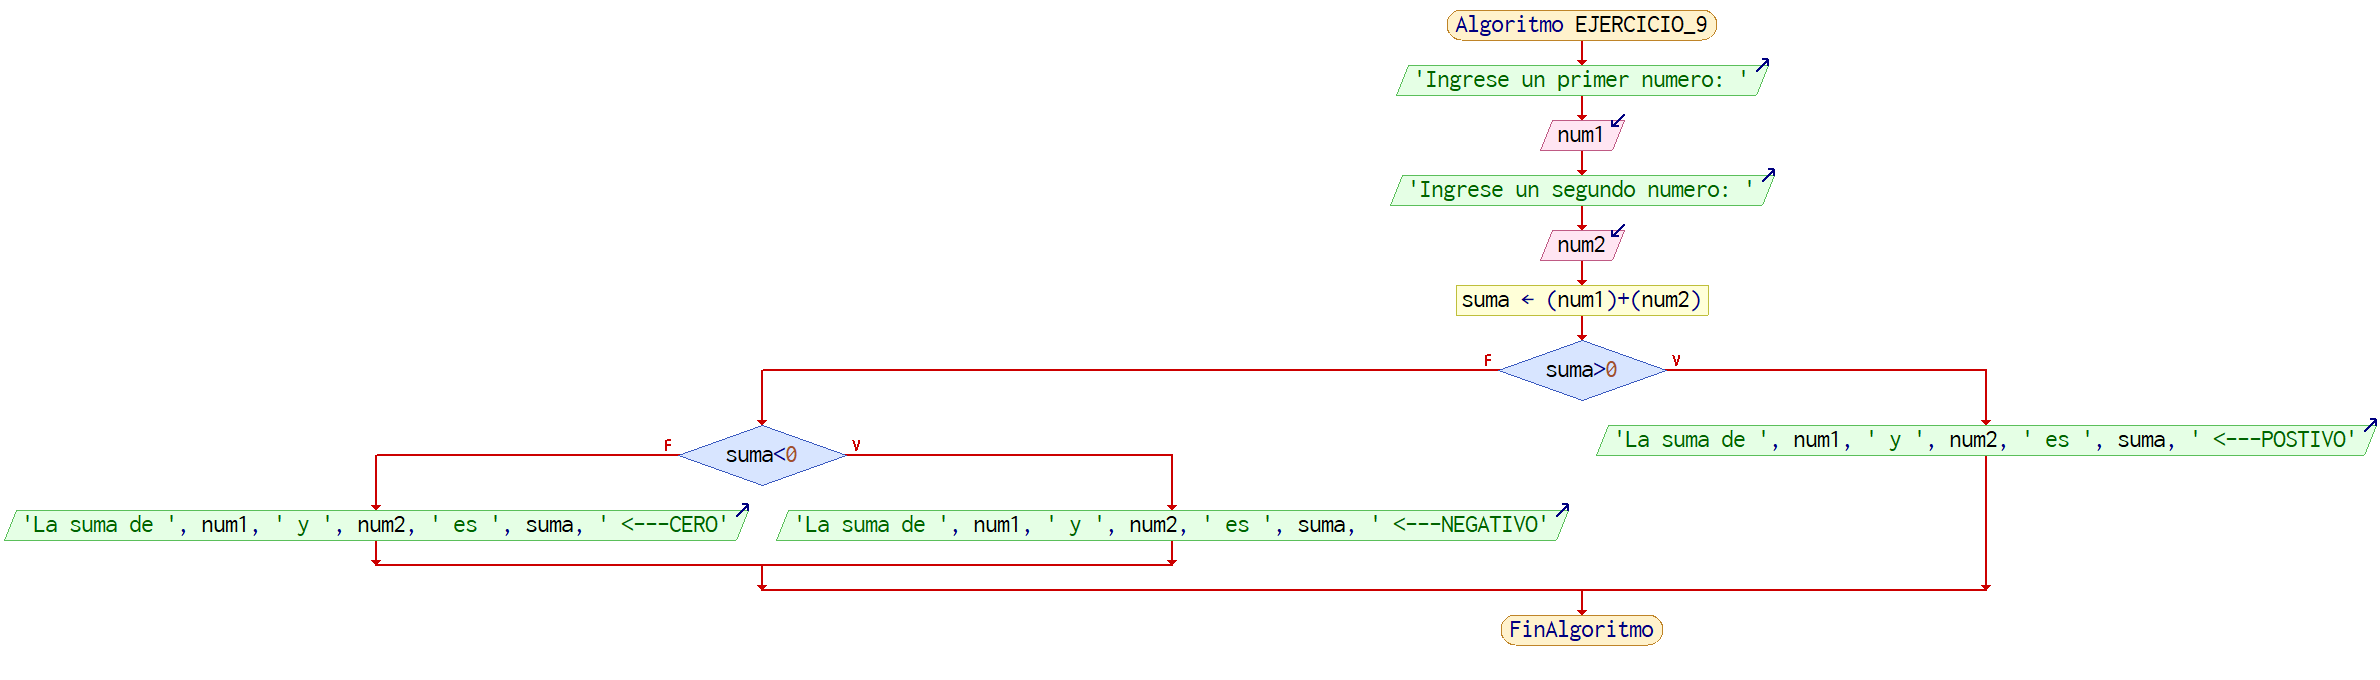 Algoritmo EJERCICIO_9
'Ingrese un primer numero: '
num1
'Ingrese un segundo numero: '
num2
suma ← (num1)+(num2)
F
suma>0
V
F
suma<0
V
'La suma de ', num1, ' y ', num2, ' es ', suma, ' <---POSTIVO'
'La suma de ', num1, ' y ', num2, ' es ', suma, ' <---CERO'
'La suma de ', num1, ' y ', num2, ' es ', suma, ' <---NEGATIVO'
FinAlgoritmo